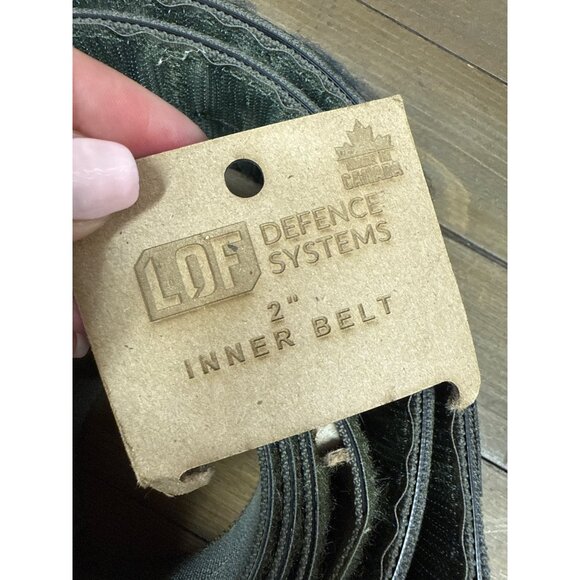 MADE IN
CANADA
LOF
DEFENCE
SYSTEMS
2"
INNER BELT